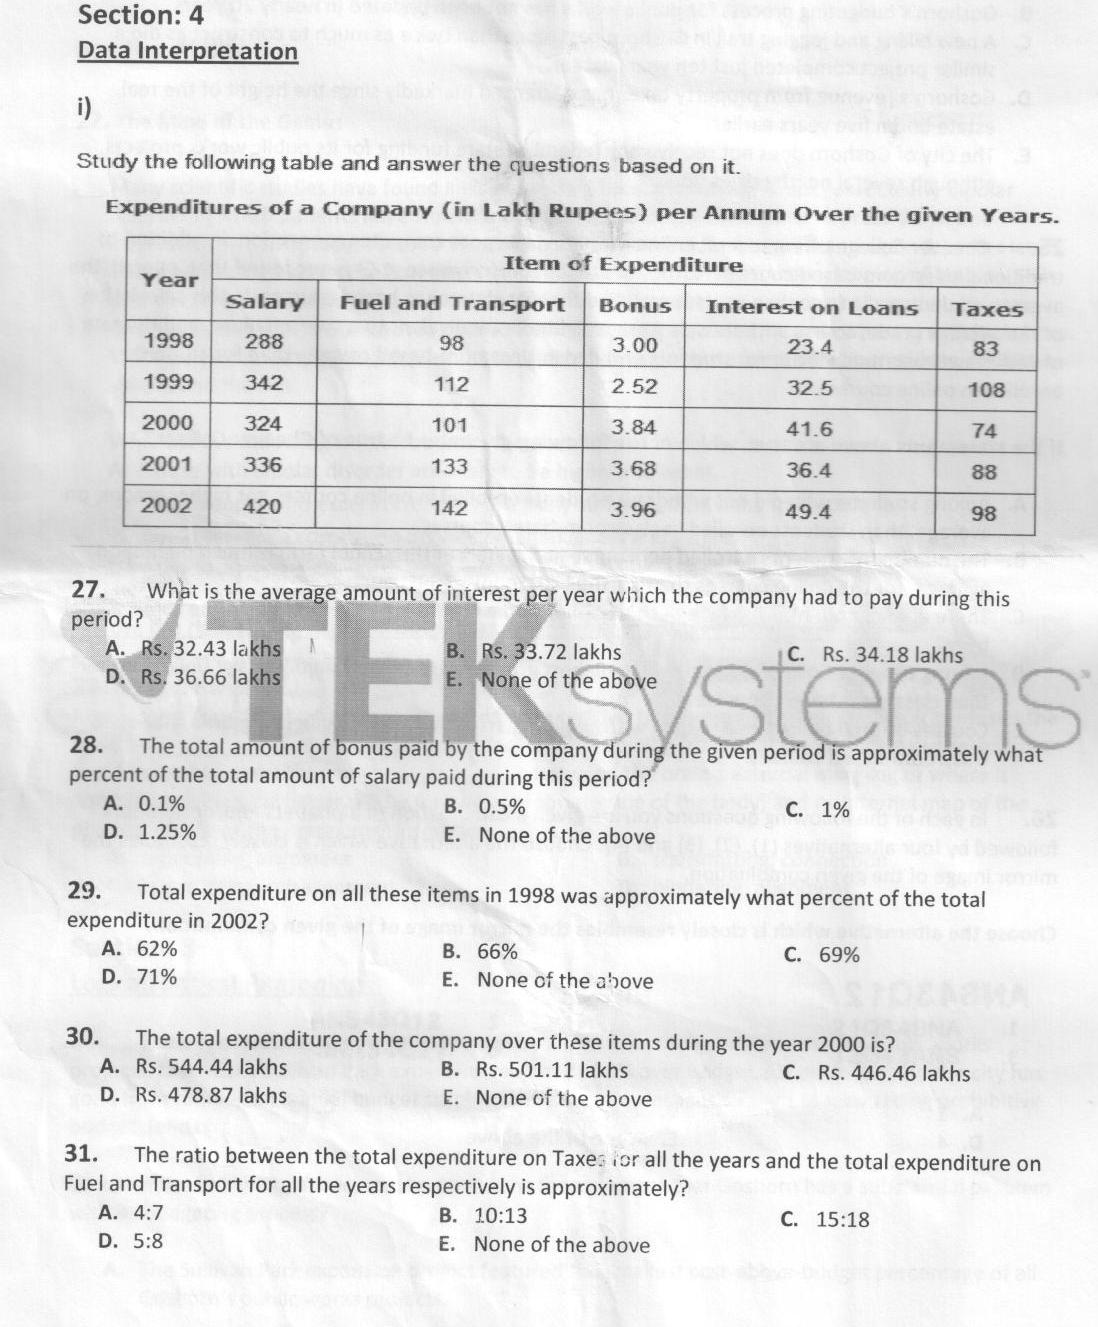 Section: 4
Data Interpretation
i)
Study the following table and answer the questions based on it.
Expenditures of a Company (in Lakh Rupees) per Annum Over the given Years.
Year
Item of Expenditure
Salary Fuel and Transport Bonus Interest on Loans Taxes
1998 288 98 3.00 23.4 83
1999 342 112 2.52 32.5 108
2000 324 101 3.84 41.6 74
2001 336 133 3.68 36.4 88
2002 420 142 3.96 49.4 98
27. What is the average amount of interest per year which the company had to pay during this
period?
A. Rs. 32.43 lakhs B. Rs. 33.72 lakhs C. Rs. 34.18 lakhs
D. Rs. 36.66 lakhs E. None of the above
TEKsystems
28. The total amount of bonus paid by the company during the given period is approximately what
percent of the total amount of salary paid during this period?
A. 0.1% B. 0.5% C. 1%
D. 1.25% E. None of the above
29. Total expenditure on all these items in 1998 was approximately what percent of the total
expenditure in 2002?
A. 62% B. 66% C. 69%
D. 71% E. None of the above
30. The total expenditure of the company over these items during the year 2000 is?
A. Rs. 544.44 lakhs B. Rs. 501.11 lakhs C. Rs. 446.46 lakhs
D. Rs. 478.87 lakhs E. None of the above
31. The ratio between the total expenditure on Taxes for all the years and the total expenditure on
Fuel and Transport for all the years respectively is approximately?
A. 4:7 B. 10:13 C. 15:18
D. 5:8 E. None of the above